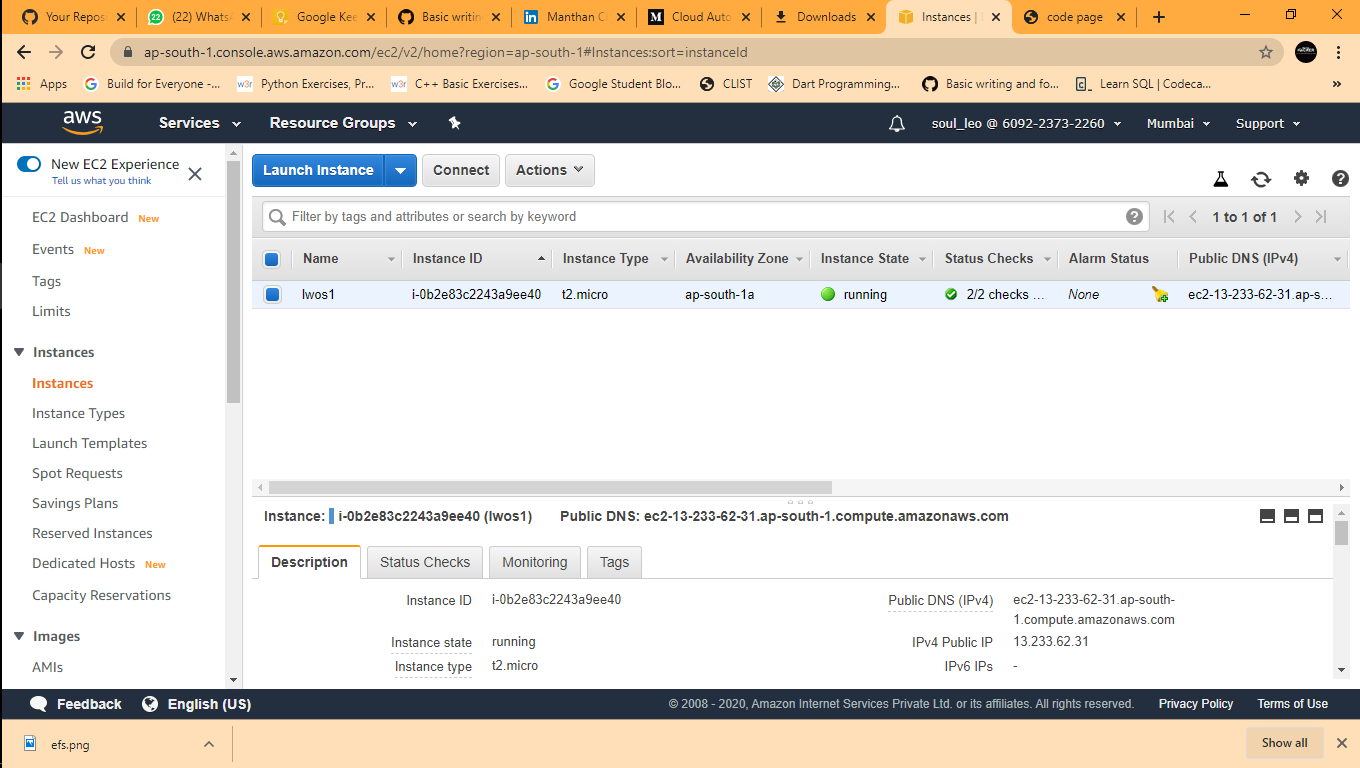 Your Repos
(22) WhatsA
Google Kee
Basic writin
Manthan C
Cloud Auto
Downloads
Instances |
code page
ap-south-1.console.aws.amazon.com/ec2/v2/home?region=ap-south-1#Instances:sort=instanceId
Apps
Build for Everyone -...
w3r Python Exercises, Pr...
w3r C++ Basic Exercises...
Google Student Blo...
CLIST
Dart Programming...
Basic writing and fo...
Learn SQL | Codeca...
»
aws
Services
Resource Groups
soul_leo @ 6092-2373-2260
Mumbai
Support
New EC2 Experience
Tell us what you think
EC2 Dashboard New
Events New
Tags
Limits
Instances
Instances
Instance Types
Launch Templates
Spot Requests
Savings Plans
Reserved Instances
Dedicated Hosts New
Capacity Reservations
Images
AMIs
Launch Instance
Connect
Actions
Filter by tags and attributes or search by keyword
1 to 1 of 1
Name Instance ID Instance Type Availability Zone Instance State Status Checks Alarm Status Public DNS (IPv4)
lwos1 i-0b2e83c2243a9ee40 t2.micro ap-south-1a running 2/2 checks ... None ec2-13-233-62-31.ap-s...
Instance: i-0b2e83c2243a9ee40 (lwos1) Public DNS: ec2-13-233-62-31.ap-south-1.compute.amazonaws.com
Description Status Checks Monitoring Tags
Instance ID i-0b2e83c2243a9ee40
Public DNS (IPv4) ec2-13-233-62-31.ap-south-
1.compute.amazonaws.com
Instance state running
IPv4 Public IP 13.233.62.31
Instance type t2.micro
IPv6 IPs -
Feedback
English (US)
© 2008 - 2020, Amazon Internet Services Private Ltd. or its affiliates. All rights reserved.
Privacy Policy
Terms of Use
efs.png
Show all